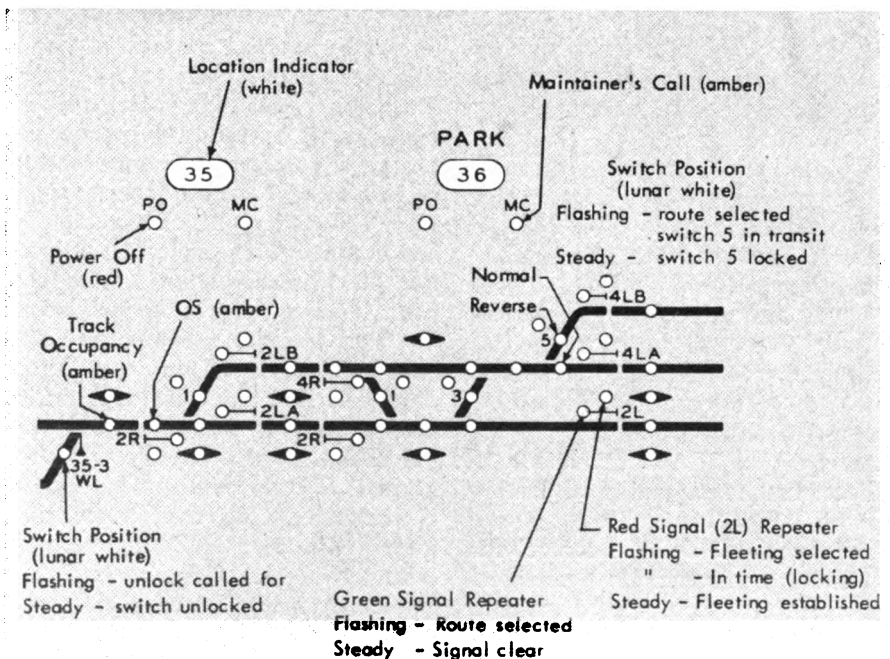 Location Indicator
(white)
Maintainer's Call (amber)
PARK
35
36
PO
MC
PO
MC
Switch Position
(lunar white)
Flashing - route selected
switch 5 in transit
Steady - switch 5 locked
Power Off
(red)
Normal
Reverse
OS (amber)
Track
Occupancy
(amber)
4LB
5
2LB
4LA
4R
1
1
3
2LA
2L
2R
2R
35-3
WL
Switch Position
(lunar white)
Flashing - unlock called for
Steady - switch unlocked
Red Signal (2L) Repeater
Flashing - Fleeting selected
" - In time (locking)
Steady - Fleeting established
Green Signal Repeater
Flashing - Route selected
Steady - Signal clear